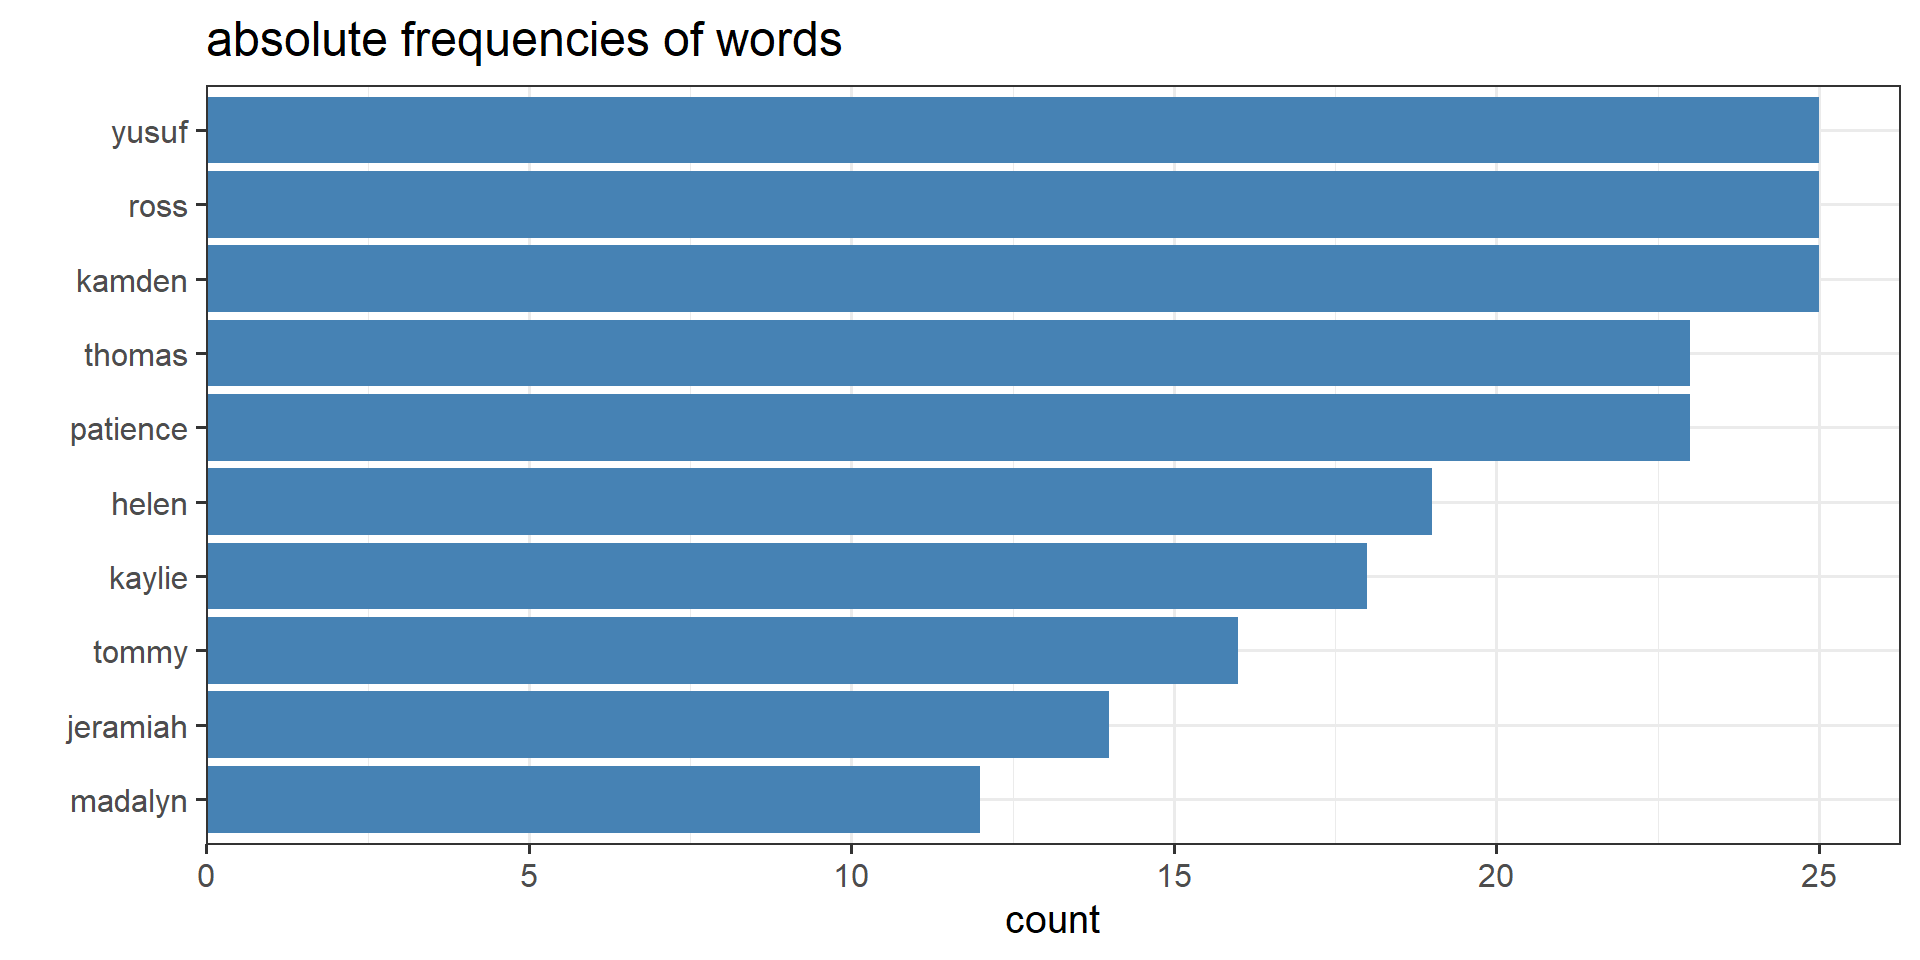 absolute frequencies of words
yusuf
ross
kamden
thomas
patience
helen
kaylie
tommy
jeramiah
madalyn
0 5 10 15 20 25
count